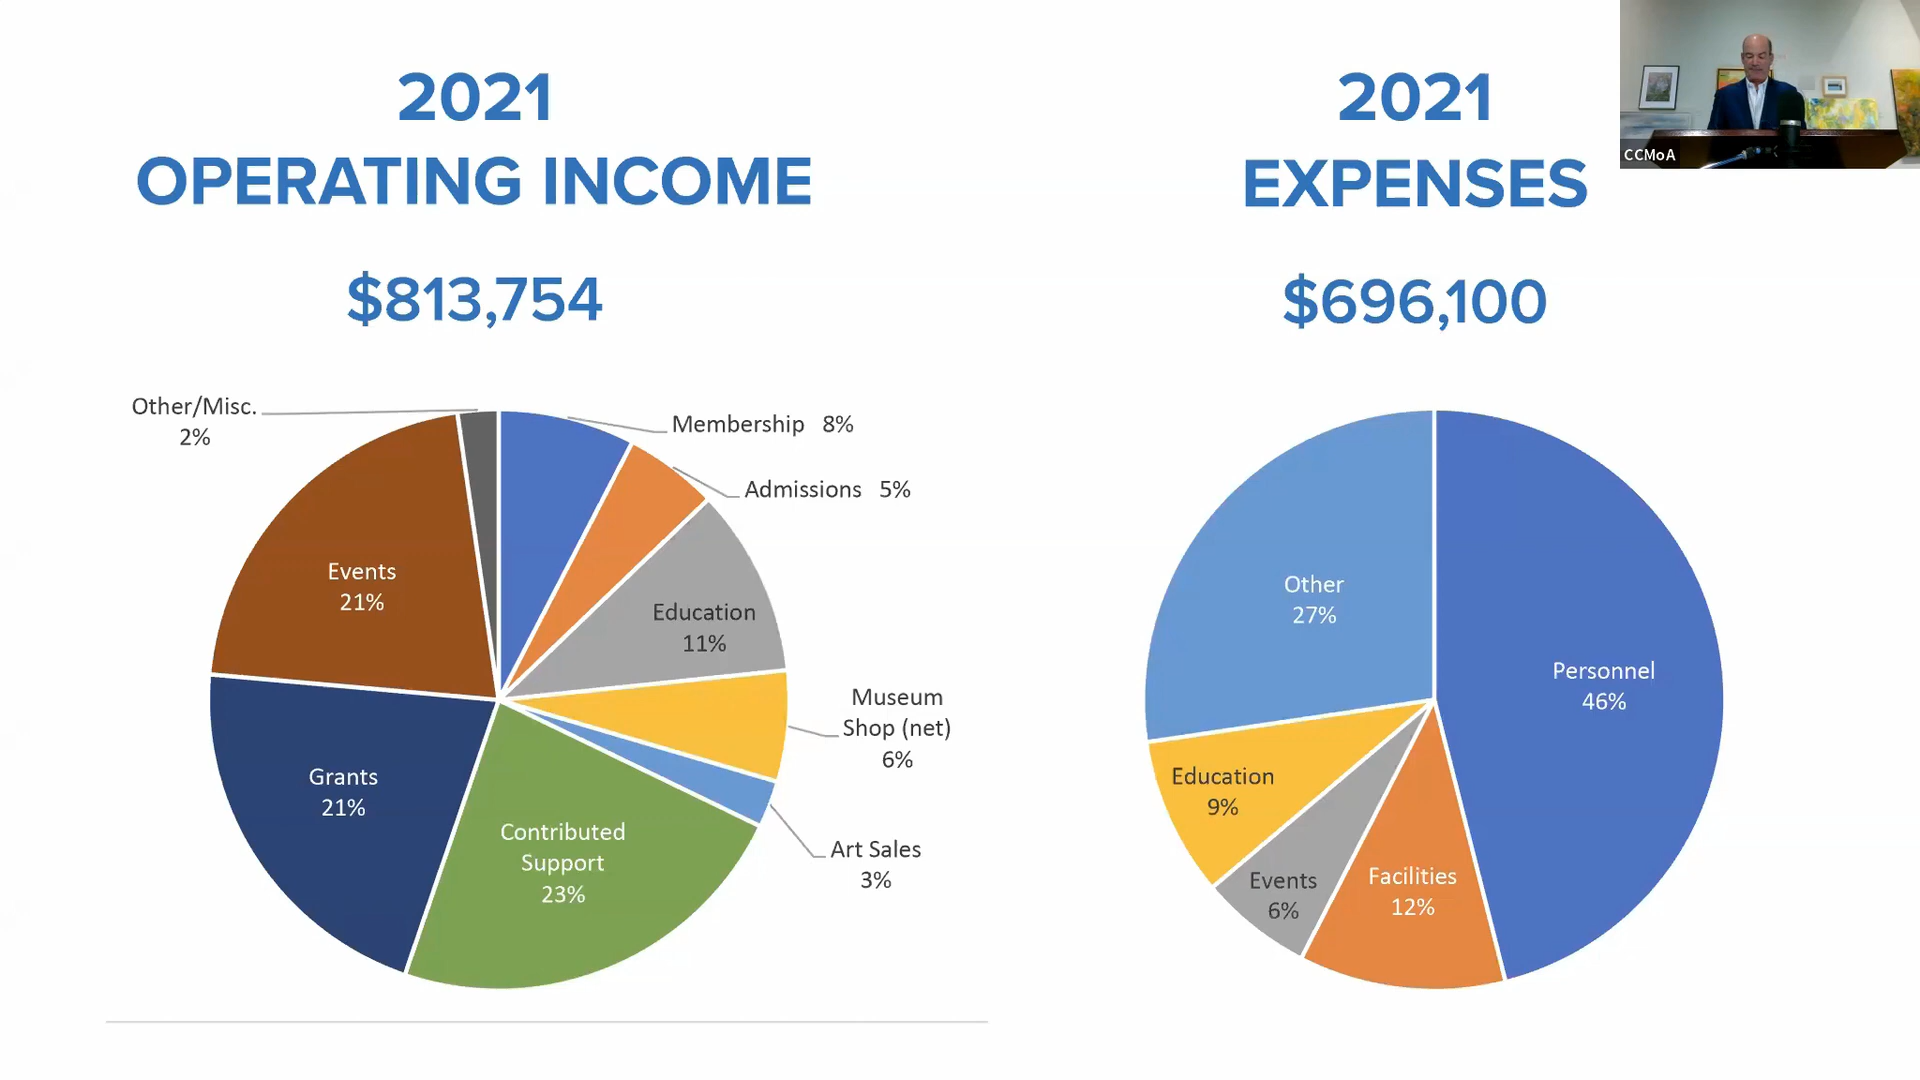 2021
OPERATING INCOME
$813,754
Other/Misc.
2%
Membership 8%
Admissions 5%
Education
11%
Museum
Shop (net)
6%
Art Sales
3%
Contributed
Support
23%
Grants
21%
Events
21%
2021
EXPENSES
$696,100
Other
27%
Personnel
46%
Education
9%
Events
6%
Facilities
12%
CCMoA